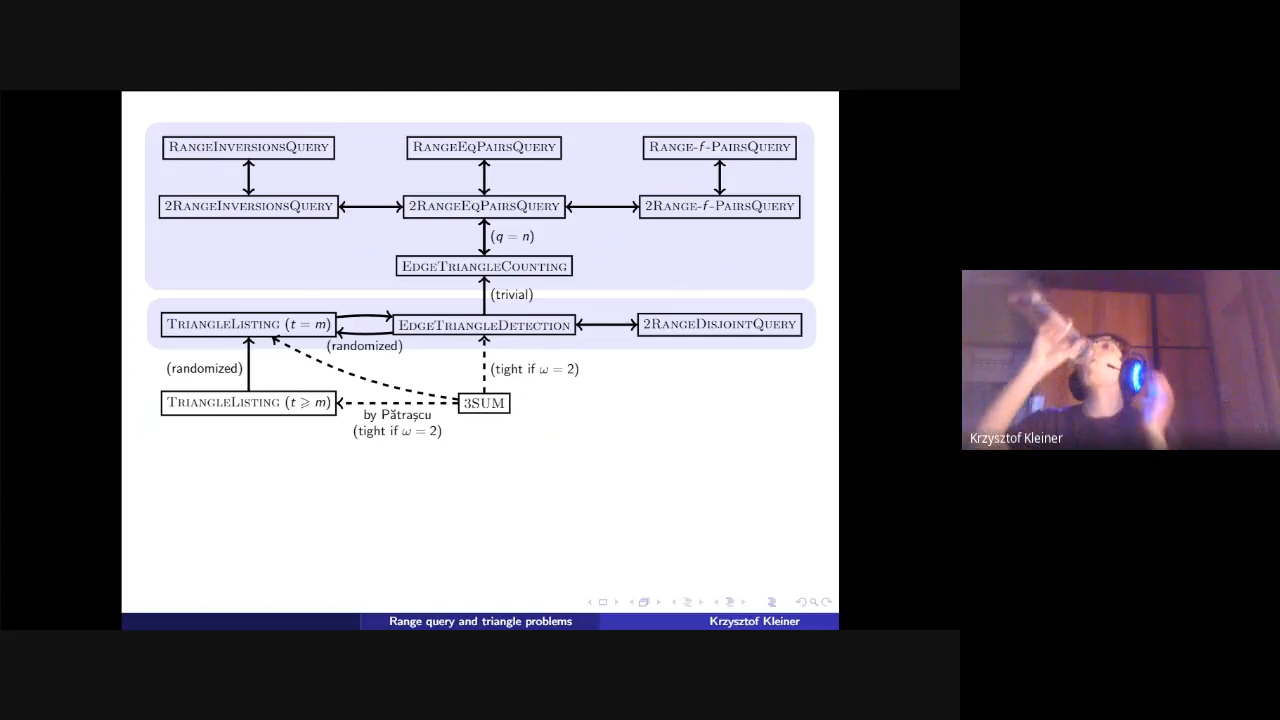 RANGEINVERSIONSQUERY
RANGEEQPAIRSQUERY
RANGE-f-PAIRSQUERY
2RANGEINVERSIONSQUERY
2RANGEEQPAIRSQUERY
2RANGE-f-PAIRSQUERY
(q = n)
EDGETRIANGLECOUNTING
(trivial)
TRIANGLELISTING (t = m)
EDGETRIANGLEDETECTION
2RANGEDISJOINTQUERY
(randomized)
(randomized)
(tight if ω = 2)
TRIANGLELISTING (t ⩾ m)
3SUM
by Pătraşcu
(tight if ω = 2)
Krzysztof Kleiner
Range query and triangle problems
Krzysztof Kleiner